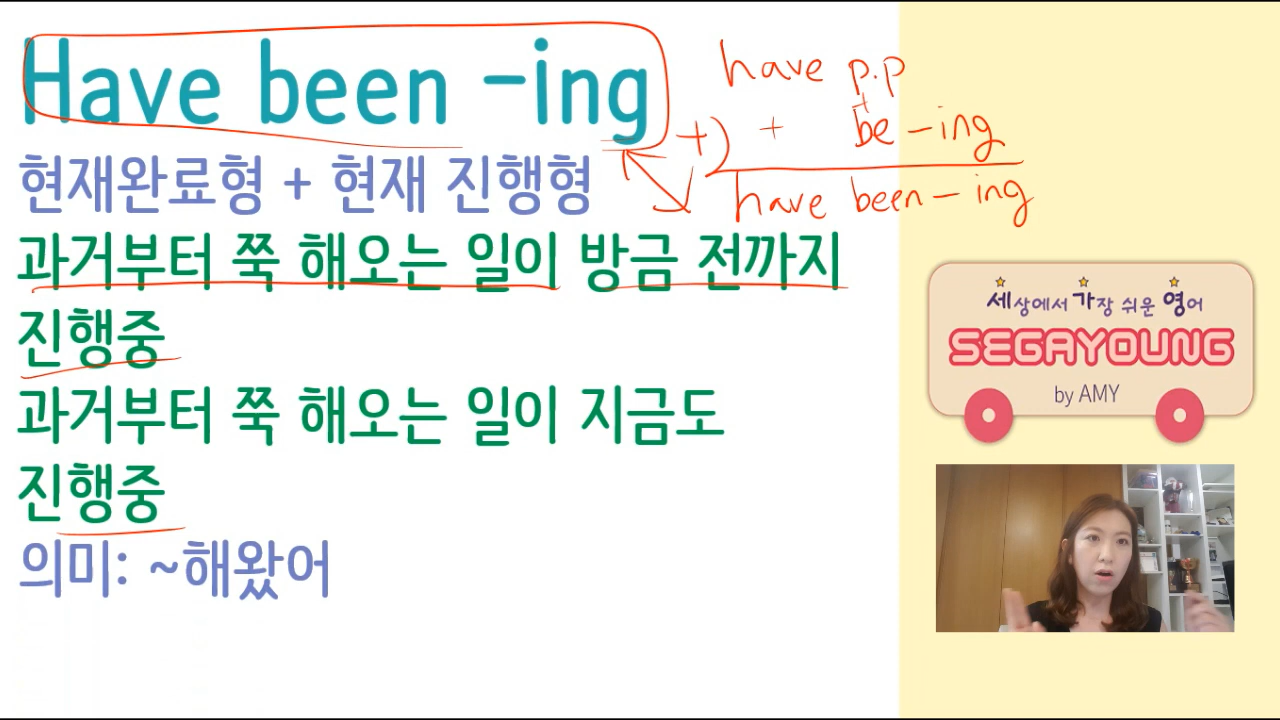 Have been -ing
현재완료형 + 현재 진행형
과거부터 쭉 해오는 일이 방금 전까지
진행중
과거부터 쭉 해오는 일이 지금도
진행중
의미: ~해왔어
have p.p
+
+) + be -ing
have been - ing
세상에서 가장 쉬운 영어
SEGAYOUNG
by AMY